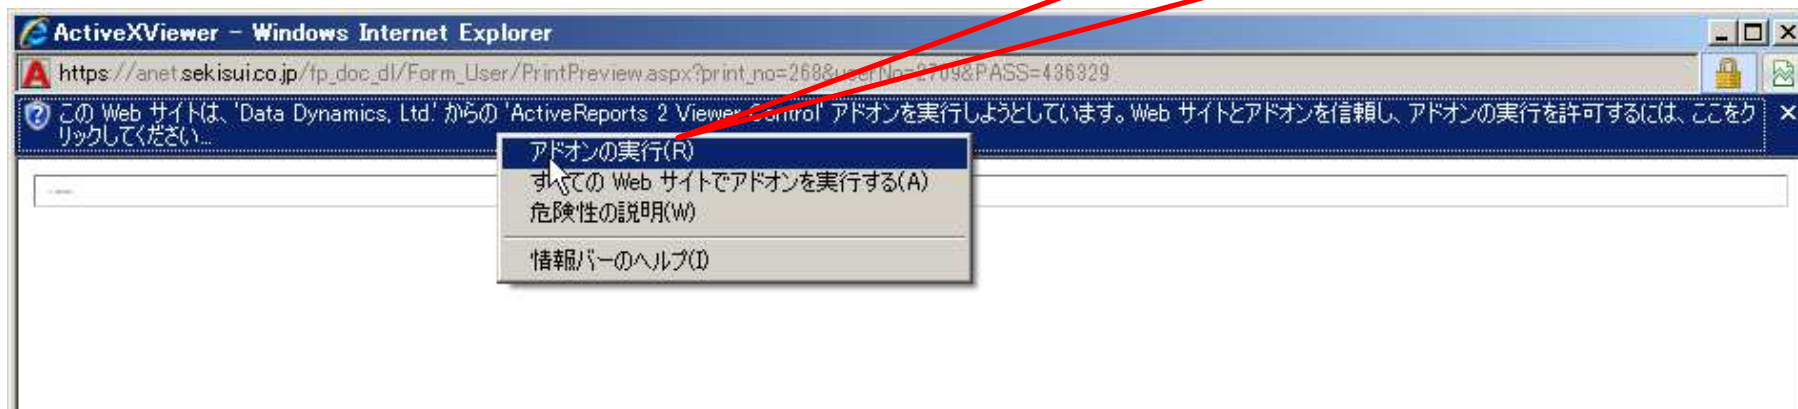 ActiveXViewer - Windows Internet Explorer
https://anet.sekisui.co.jp/fp_doc_dl/Form_User/PrintPreview.aspx?print_no=268&userNo=2709&PASS=436329
この Web サイトは、'Data Dynamics, Ltd.' からの 'ActiveReports 2 Viewer Control' アドオンを実行しようとしています。Web サイトとアドオンを信頼し、アドオンの実行を許可するには、ここをク
リックしてください...
アドオンの実行(R)
すべての Web サイトでアドオンを実行する(A)
危険性の説明(W)
情報バーのヘルプ(I)